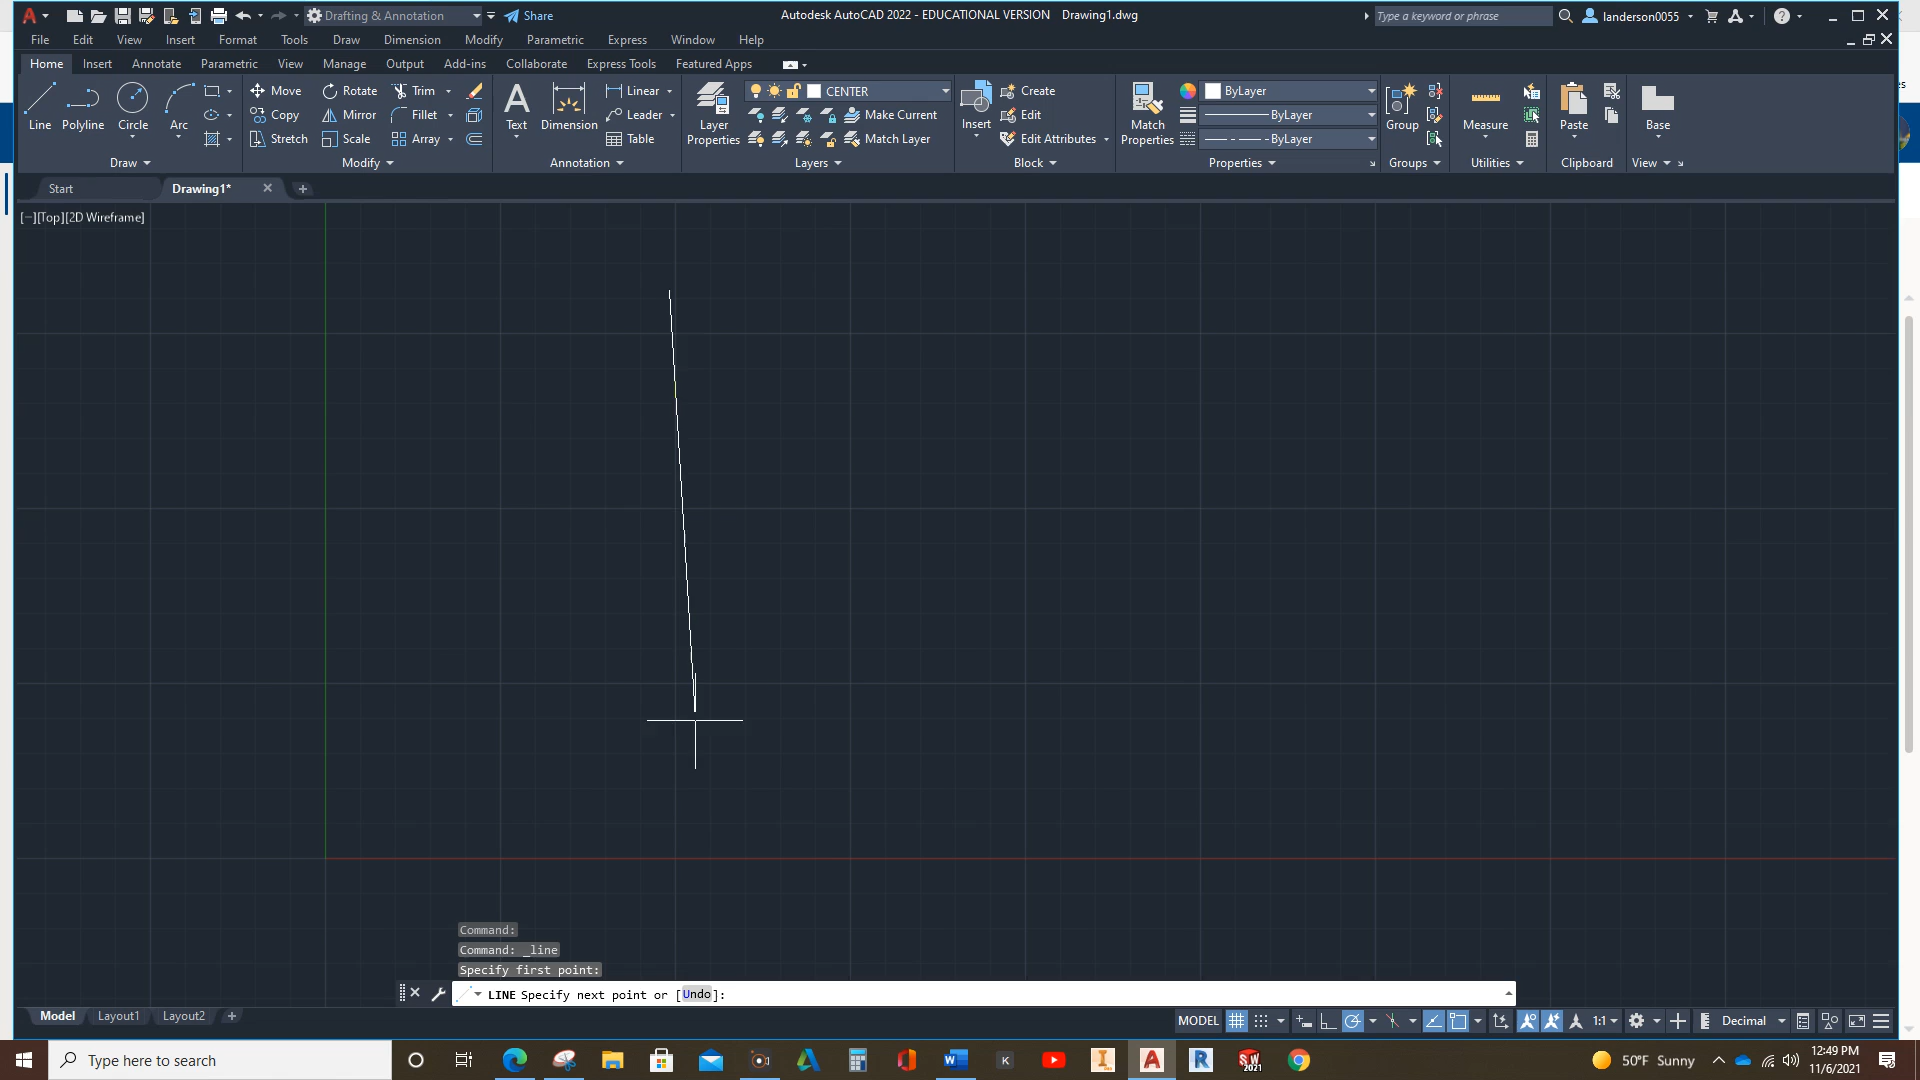 Drafting & Annotation
Share
Autodesk AutoCAD 2022 - EDUCATIONAL VERSION Drawing1.dwg
Type a keyword or phrase
landerson0055
File Edit View Insert Format Tools Draw Dimension Modify Parametric Express Window Help
Home Insert Annotate Parametric View Manage Output Add-ins Collaborate Express Tools Featured Apps
Move Rotate Trim Linear CENTER Create ByLayer
Line Polyline Circle Arc Copy Mirror Fillet Text Dimension Leader Layer Properties Make Current Insert Edit Match Properties ByLayer Group Measure Paste Base
Stretch Scale Array Table Match Layer Edit Attributes ByLayer
Draw Modify Annotation Layers Block Properties Groups Utilities Clipboard View
Start Drawing1*
[−][Top][2D Wireframe]
Command:
Command: _line
Specify first point:
LINE Specify next point or [Undo]:
Model Layout1 Layout2
MODEL 1:1 Decimal
Type here to search
50°F Sunny
12:49 PM
11/6/2021